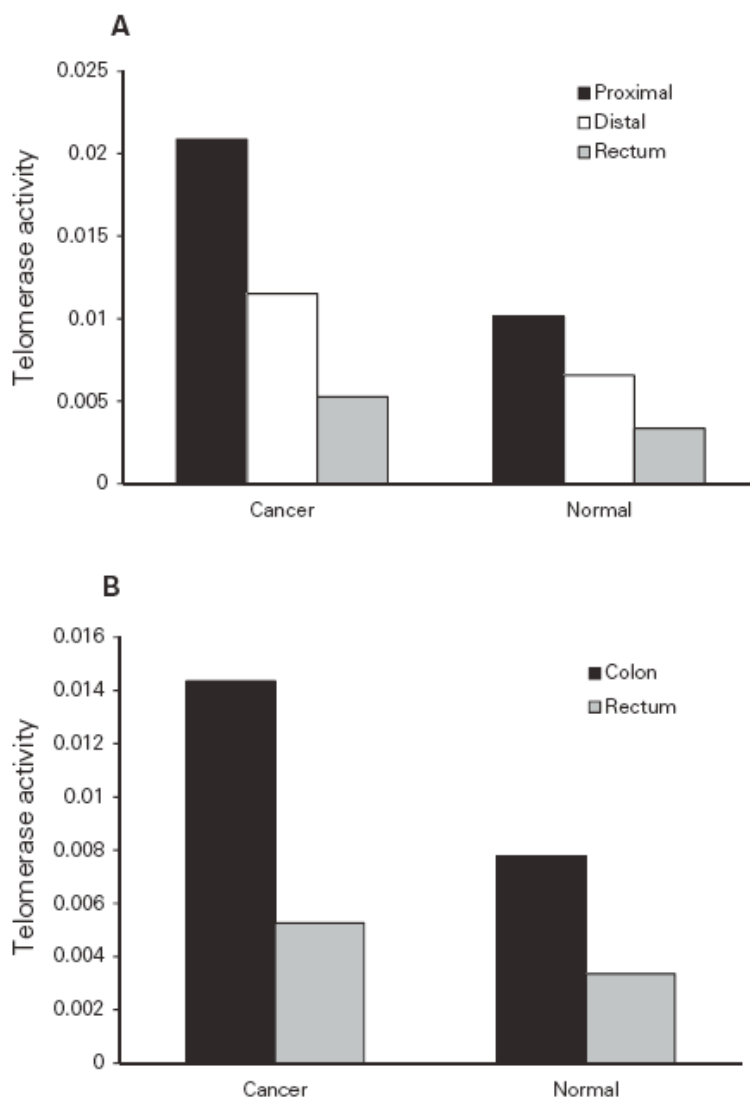 A
0.025
0.02
0.015
0.01
0.005
0
Telomerase activity
Proximal
Distal
Rectum
Cancer
Normal
B
0.016
0.014
0.012
0.01
0.008
0.006
0.004
0.002
0
Telomerase activity
Colon
Rectum
Cancer
Normal